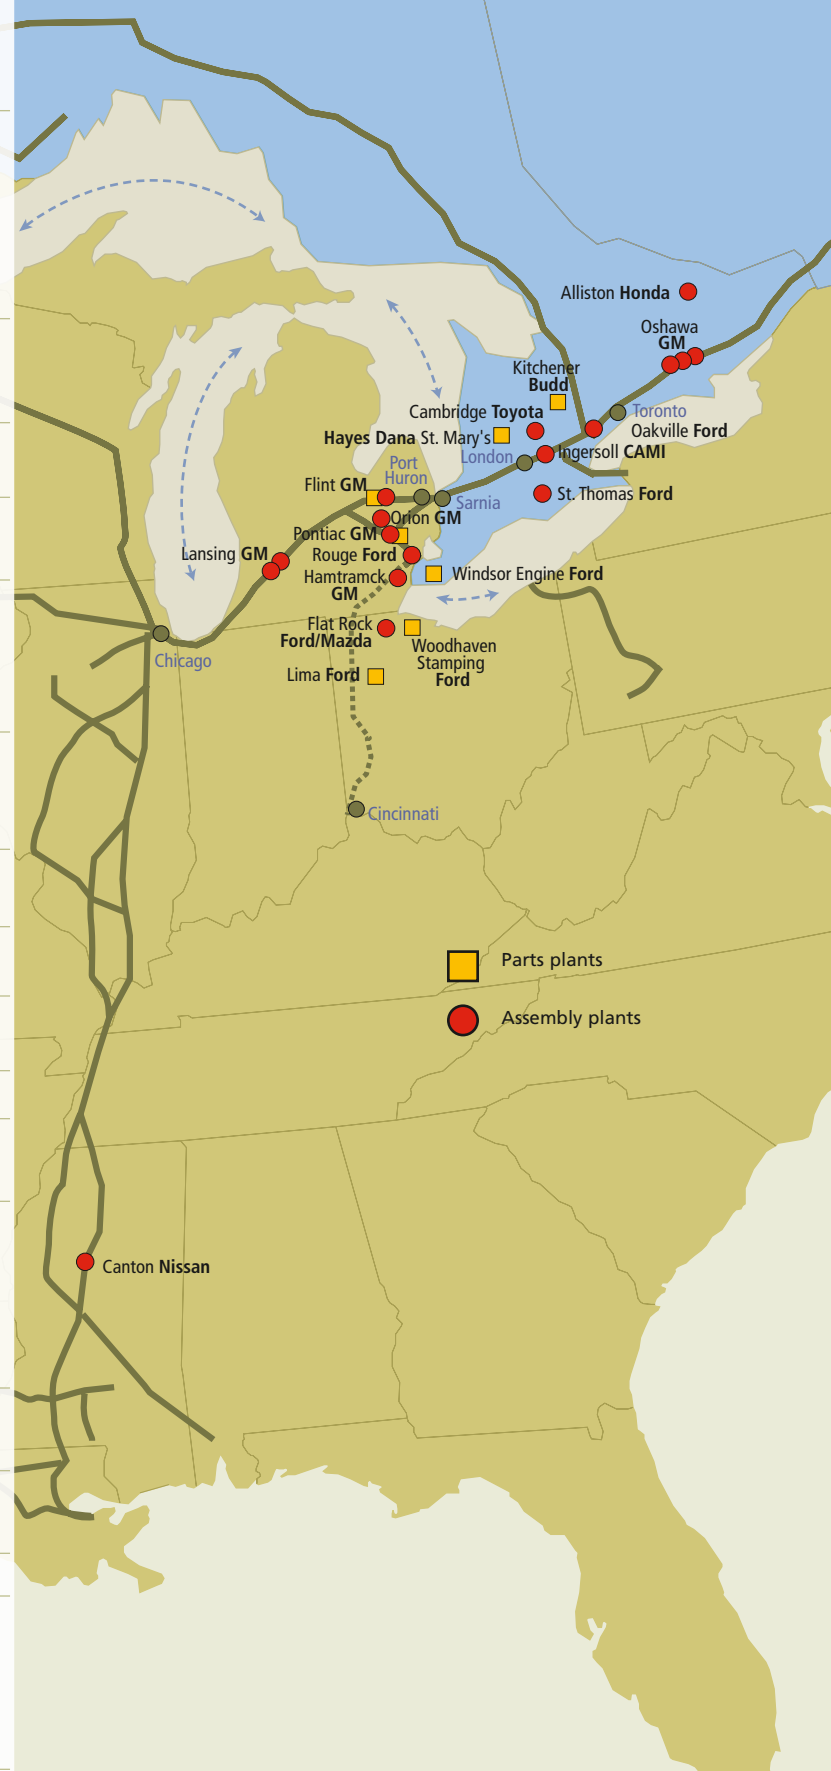 Alliston Honda
Oshawa
GM
Kitchener
Budd
Cambridge Toyota
Toronto
Oakville Ford
Hayes Dana St. Mary's
London
Ingersoll CAMI
Port
Huron
Flint GM
Sarnia
St. Thomas Ford
Orion GM
Pontiac GM
Lansing GM
Rouge Ford
Hamtramck
GM
Windsor Engine Ford
Flat Rock
Ford/Mazda
Woodhaven
Stamping
Ford
Chicago
Lima Ford
Cincinnati
Parts plants
Assembly plants
Canton Nissan